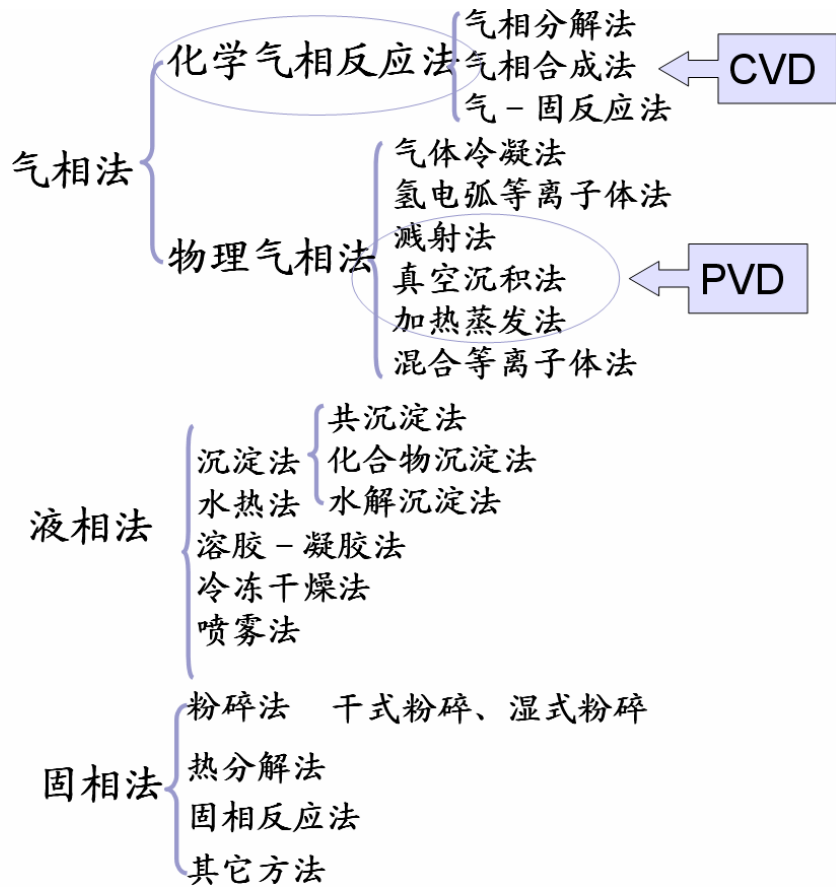 气相法
化学气相反应法
气相分解法
气相合成法
气－固反应法
CVD
物理气相法
气体冷凝法
氢电弧等离子体法
溅射法
真空沉积法
加热蒸发法
混合等离子体法
PVD
液相法
沉淀法
共沉淀法
化合物沉淀法
水解沉淀法
水热法
溶胶－凝胶法
冷冻干燥法
喷雾法
固相法
粉碎法 干式粉碎、湿式粉碎
热分解法
固相反应法
其它方法